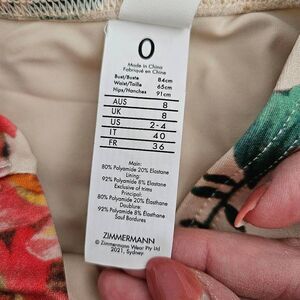 0
Made in China
Fabriqué en Chine
Bust/Buste 84cm
Waist/Taille 65cm
Hips/Hanches 91cm
AUS 8
UK 8
US 2-4
IT 40
FR 36
Main:
80% Polyamide 20% Elastane
Lining:
92% Polyamide 8% Elastane
Exclusive of trims
Principal:
80% Polyamide 20% Élasthane
Doublure:
92% Polyamide 8% Élasthane
Sauf Bordures
ZIMMERMANN
© Zimmermann Wear Pty Ltd
2021, Sydney